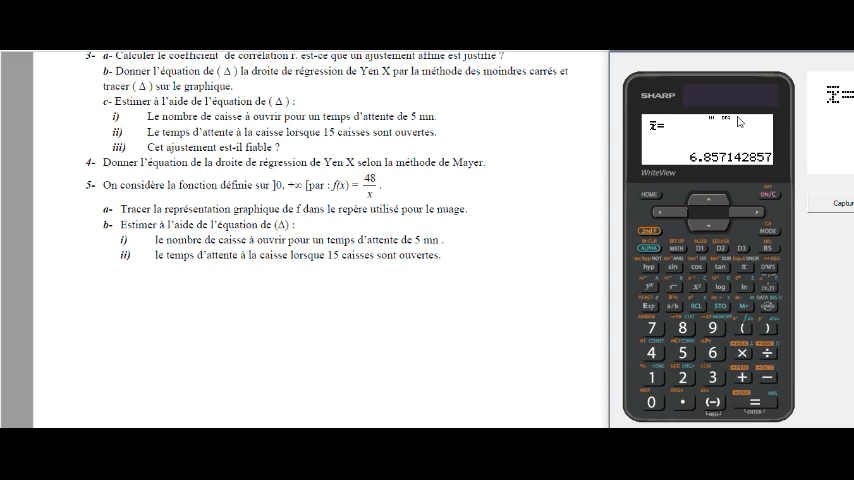 3- a- Calculer le coefficient de corrélation r. est-ce que un ajustement affine est justifié ?
b- Donner l'équation de ( Δ ) la droite de régression de Y en X par la méthode des moindres carrés et
tracer ( Δ ) sur le graphique.
c- Estimer à l'aide de l'équation de ( Δ ) :
i) Le nombre de caisse à ouvrir pour un temps d'attente de 5 mn.
ii) Le temps d'attente à la caisse lorsque 15 caisses sont ouvertes.
iii) Cet ajustement est-il fiable ?
4- Donner l'équation de la droite de régression de Y en X selon la méthode de Mayer.
5- On considère la fonction définie sur ]0, +∞ [par : f(x) = 48/x .
a- Tracer la représentation graphique de f dans le repère utilisé pour le nuage.
b- Estimer à l'aide de l'équation de (Δ) :
i) le nombre de caisse à ouvrir pour un temps d'attente de 5 mn .
ii) le temps d'attente à la caisse lorsque 15 caisses sont ouvertes.
SHARP
x̄=
6.857142857
WriteView
HOME ON/C
2nd F MODE
ALPHA MATH D1 D2 D3 BS
hyp sin cos tan π D°M'S
yˣ x² log ln (x,y)
Exp a/b RCL STO M+
7 8 9 ( )
4 5 6 × ÷
1 2 3 + −
0 • (−) =
ENTER
x̄=
Captur